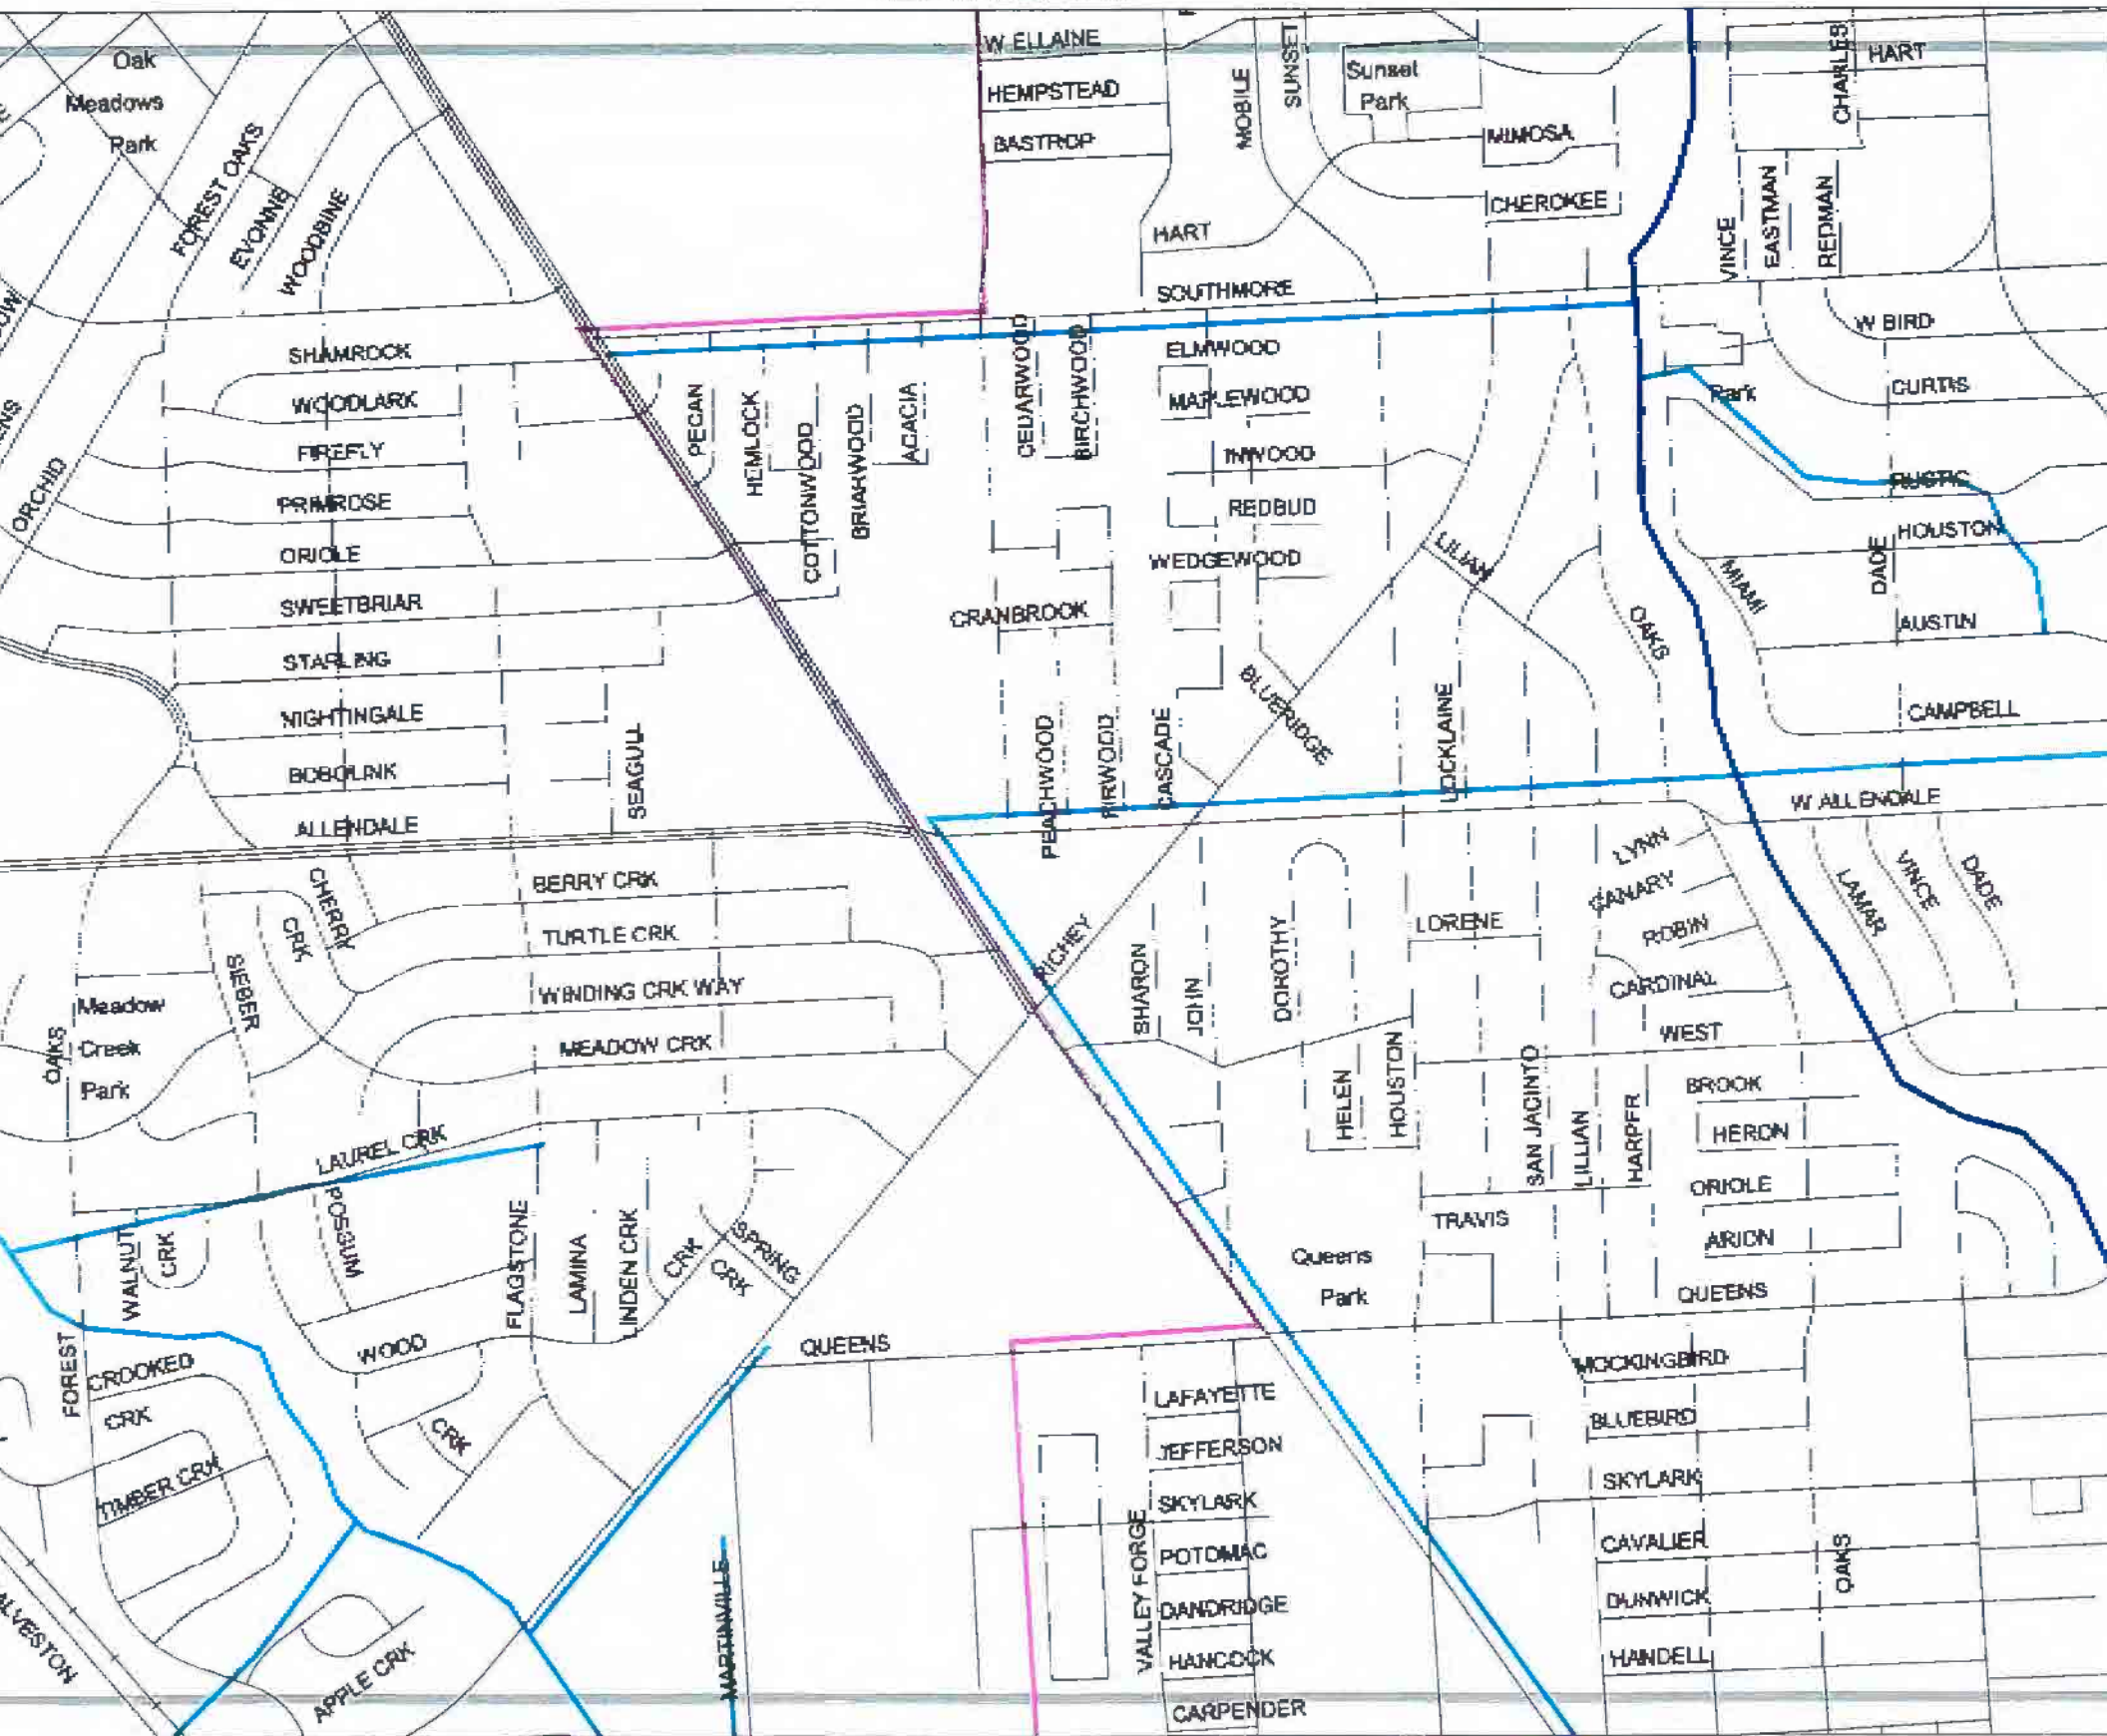 Oak
Meadows
Park
FOREST OAKS
EVONNE
WOODBINE
ORCHID
SHAMROCK
WOODLARK
FIREFLY
PRIMROSE
ORIOLE
SWEETBRIAR
STARLING
NIGHTINGALE
BOBOLINK
ALLENDALE
SEAGULL
W ELLAINE
HEMPSTEAD
BASTROP
MOBILE
SUNSET
Sunset
Park
MIMOSA
CHEROKEE
HART
SOUTHMORE
CHARLES
HART
VINCE
EASTMAN
REDMAN
W BIRD
CURTIS
Park
RUSTIC
HOUSTON
DADE
MIAMI
AUSTIN
CAMPBELL
PECAN
HEMLOCK
COTTONWOOD
BRIARWOOD
ACACIA
CEDARWOOD
BIRCHWOOD
ELMWOOD
MAPLEWOOD
INWOOD
REDBUD
WEDGEWOOD
CRANBROOK
LILIAN
OAKS
BLUERIDGE
PEACHWOOD
CASCADE
LOCKLAINE
W ALLENDALE
LYNN
CANARY
ROBIN
CARDINAL
LAMAR
VINCE
DADE
CHERRY
CRK
SIEBER
BERRY CRK
TURTLE CRK
WINDING CRK WAY
MEADOW CRK
Meadow
Creek
Park
OAKS
RICHEY
SHARON
JOHN
DOROTHY
LORENE
HELEN
HOUSTON
WEST
BROOK
HERON
ORIOLE
ARION
SAN JACINTO
LILLIAN
HARPER
TRAVIS
Queens
Park
QUEENS
LAUREL CRK
WALNUT
CRK
POSSUM
FLAGSTONE
LAMINA
LINDEN CRK
CRK
SPRING
CRK
WOOD
CRK
QUEENS
FOREST
CROOKED
CRK
TIMBER CRK
APPLE CRK
MARTINVILLE
VALLEY FORGE
LAFAYETTE
JEFFERSON
SKYLARK
POTOMAC
DANDRIDGE
HANCOCK
CARPENDER
MOCKINGBIRD
BLUEBIRD
SKYLARK
CAVALIER
DUNWICK
HANDELL
OAKS